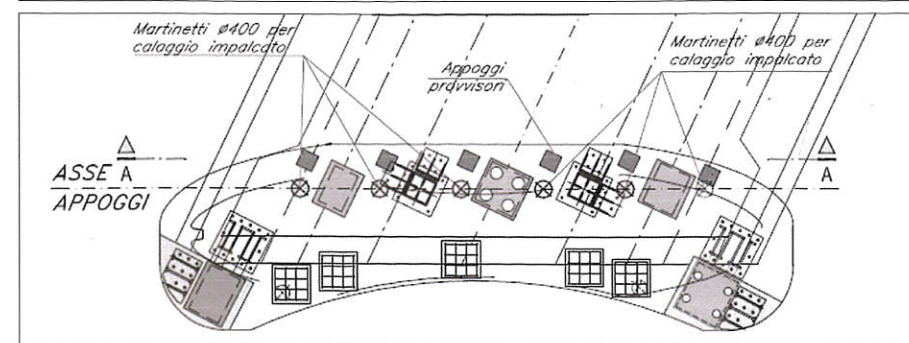 Martinetti ø400 per
calaggio impalcato
Appoggi
provvisori
Martinetti ø400 per
calaggio impalcato
ASSE A
APPOGGI
A